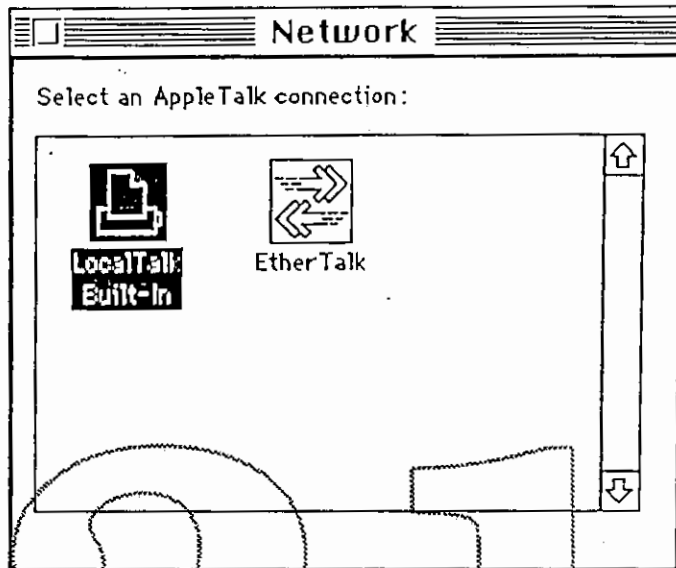 Network
Select an AppleTalk connection:
LocalTalk
Built-In
EtherTalk